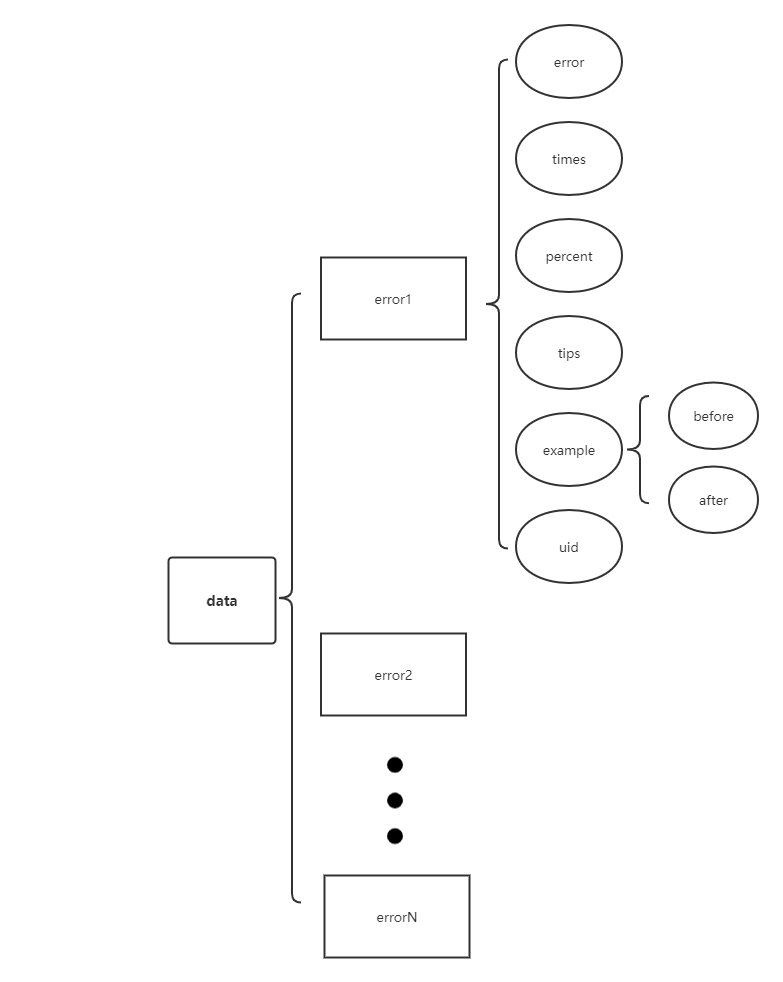 error
times
percent
error1
tips
before
example
after
uid
data
error2
errorN